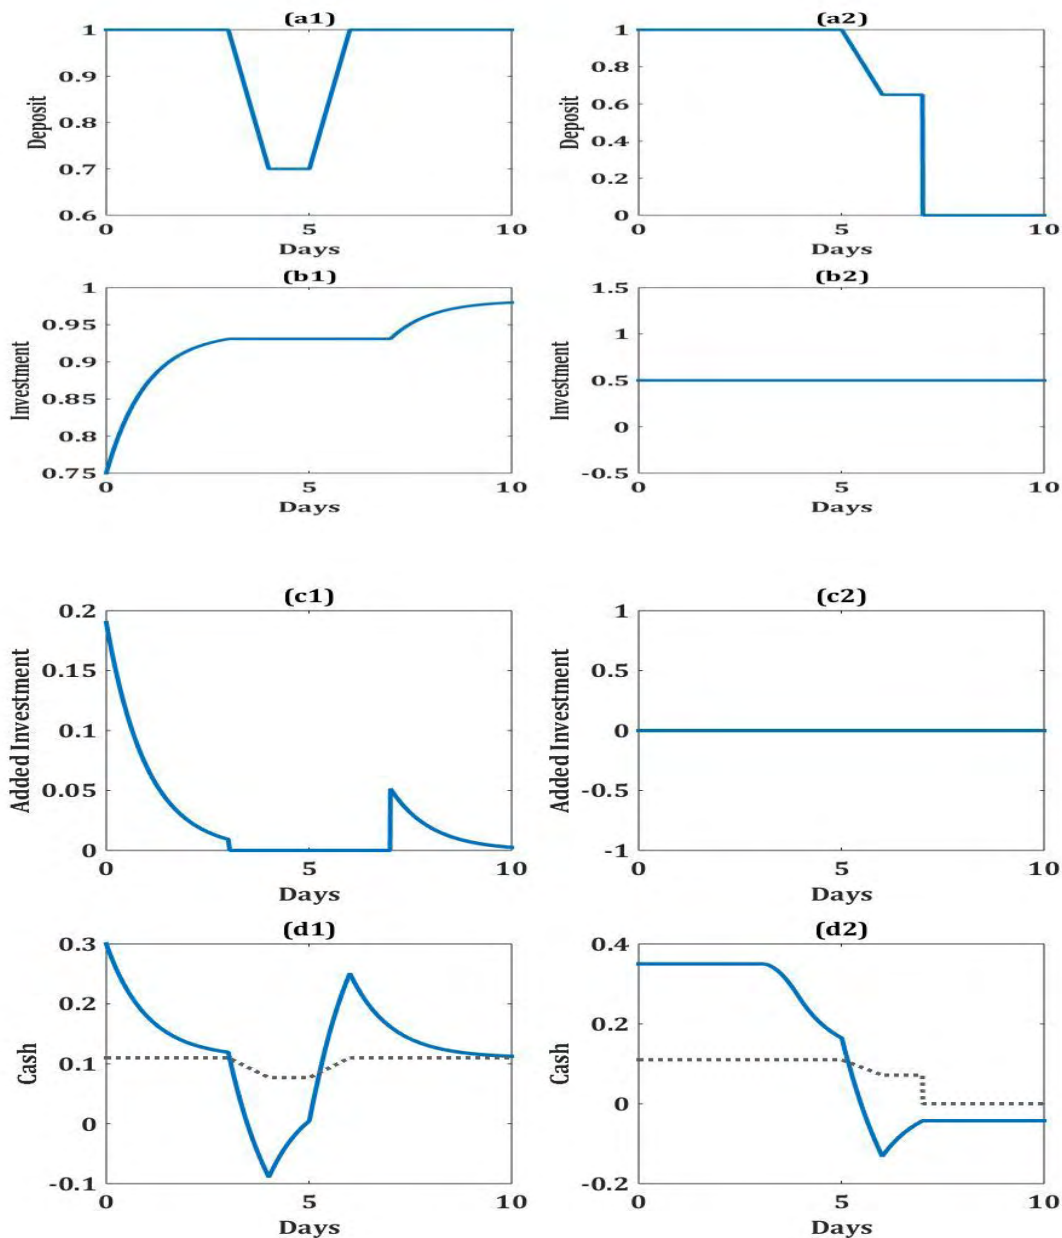 (a1)
Deposit
1
0.9
0.8
0.7
0.6
0
5
10
Days
(a2)
Deposit
1
0.8
0.6
0.4
0.2
0
0
5
10
Days
(b1)
Investment
1
0.95
0.9
0.85
0.8
0.75
0
5
10
Days
(b2)
Investment
1.5
1
0.5
0
-0.5
0
5
10
Days
(c1)
Added Investment
0.2
0.15
0.1
0.05
0
0
5
10
Days
(c2)
Added Investment
1
0.5
0
-0.5
-1
0
5
10
Days
(d1)
Cash
0.3
0.2
0.1
0
-0.1
0
5
10
Days
(d2)
Cash
0.4
0.2
0
-0.2
0
5
10
Days